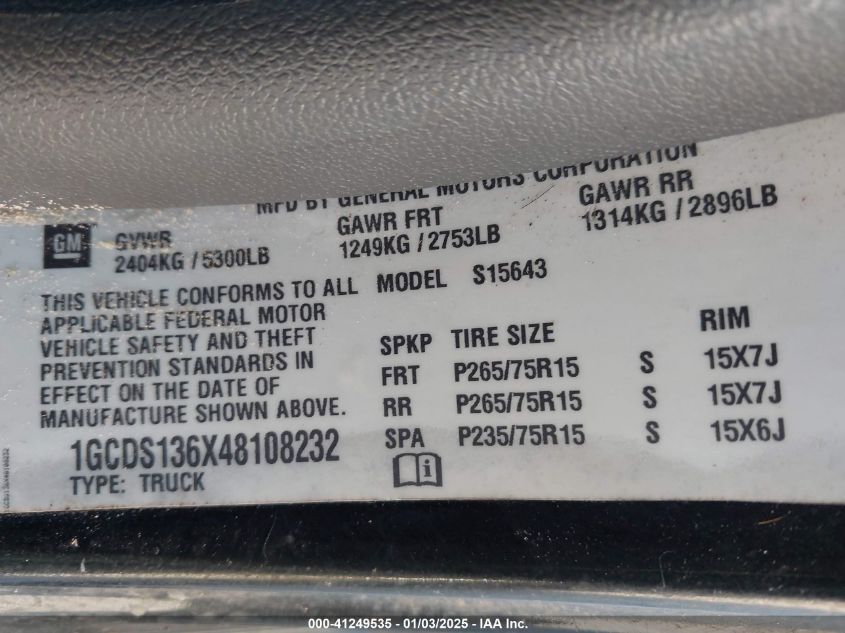 MFD BY GENERAL MOTORS CORPORATION
GM
GVWR
2404KG / 5300LB
GAWR FRT
1249KG / 2753LB
GAWR RR
1314KG / 2896LB
THIS VEHICLE CONFORMS TO ALL
APPLICABLE FEDERAL MOTOR
VEHICLE SAFETY AND THEFT
PREVENTION STANDARDS IN
EFFECT ON THE DATE OF
MANUFACTURE SHOWN ABOVE.
1GCDS136X48108232
TYPE: TRUCK
MODEL S15643
SPKP TIRE SIZE RIM
FRT P265/75R15 S 15X7J
RR P265/75R15 S 15X7J
SPA P235/75R15 S 15X6J
000-41249535 - 01/03/2025 - IAA Inc.